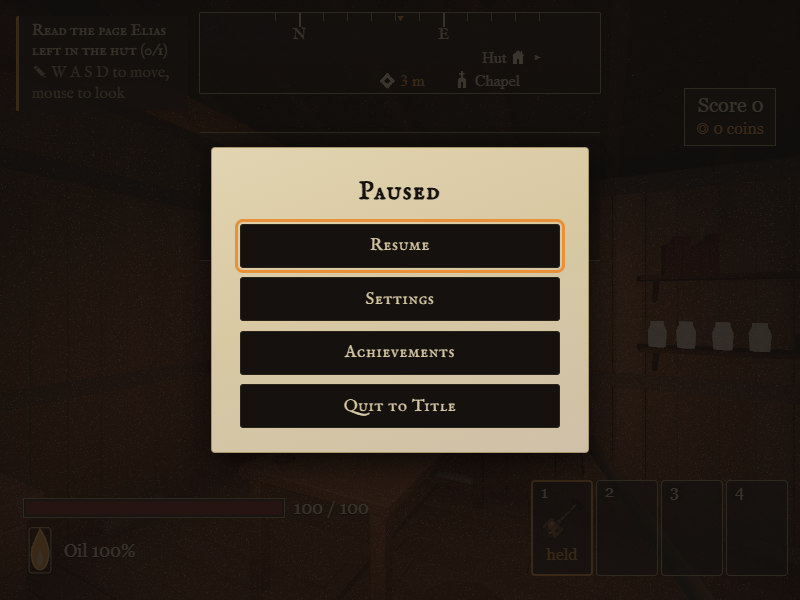 Read the page Elias
left in the hut (0/1)
W A S D to move,
mouse to look
N E
Hut
3 m Chapel
Score 0
0 coins
Paused
Resume
Settings
Achievements
Quit to Title
100 / 100
Oil 100%
1 2 3 4
held